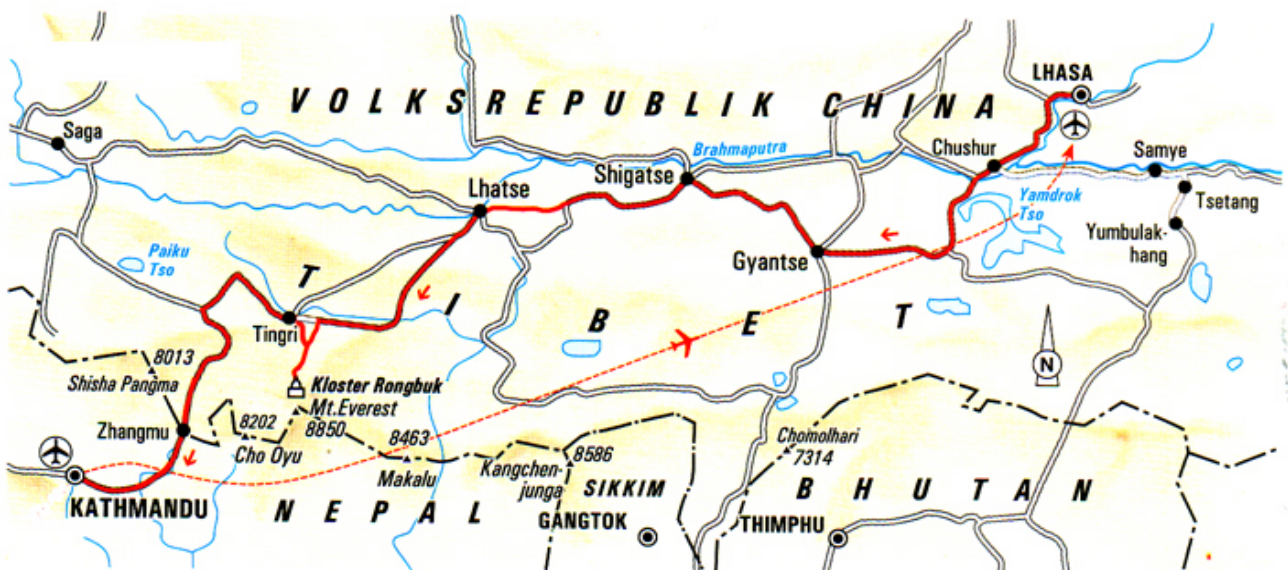 LHASA
VOLKSREPUBLIK CHINA
Saga
Brahmaputra
Chushur
Samye
Shigatse
Lhatse
Yamdrok
Tso
Tsetang
Yumbulak-
hang
Paiku
Tso
Gyantse
TIBET
Tingri
N
8013
Shisha Pangma
Kloster Rongbuk
Mt.Everest
8850
Zhangmu
8202
Cho Oyu
8463
Makalu
8586
Kangchen-
junga
Chomolhari
7314
SIKKIM
BHUTAN
KATHMANDU
NEPAL
GANGTOK
THIMPHU